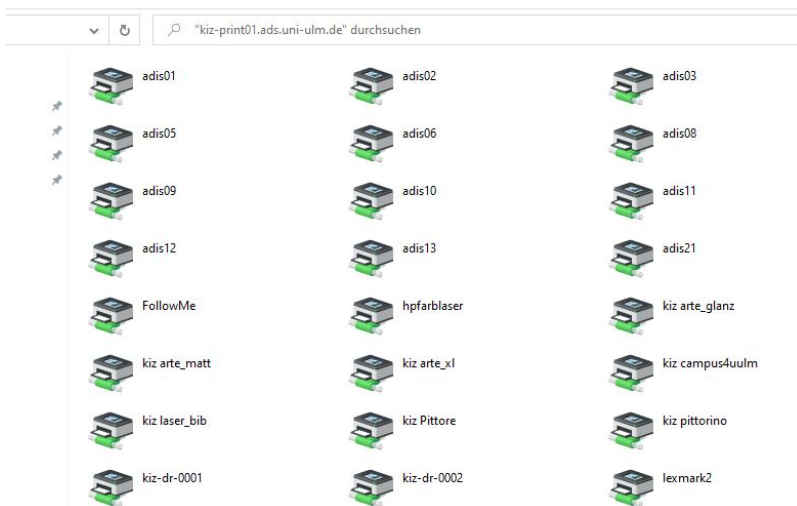 "kiz-print01.ads.uni-ulm.de" durchsuchen
adis01 adis02 adis03
adis05 adis06 adis08
adis09 adis10 adis11
adis12 adis13 adis21
FollowMe hpfarblaser kiz arte_glanz
kiz arte_matt kiz arte_xl kiz campus4uulm
kiz laser_bib kiz Pittore kiz pittorino
kiz-dr-0001 kiz-dr-0002 lexmark2